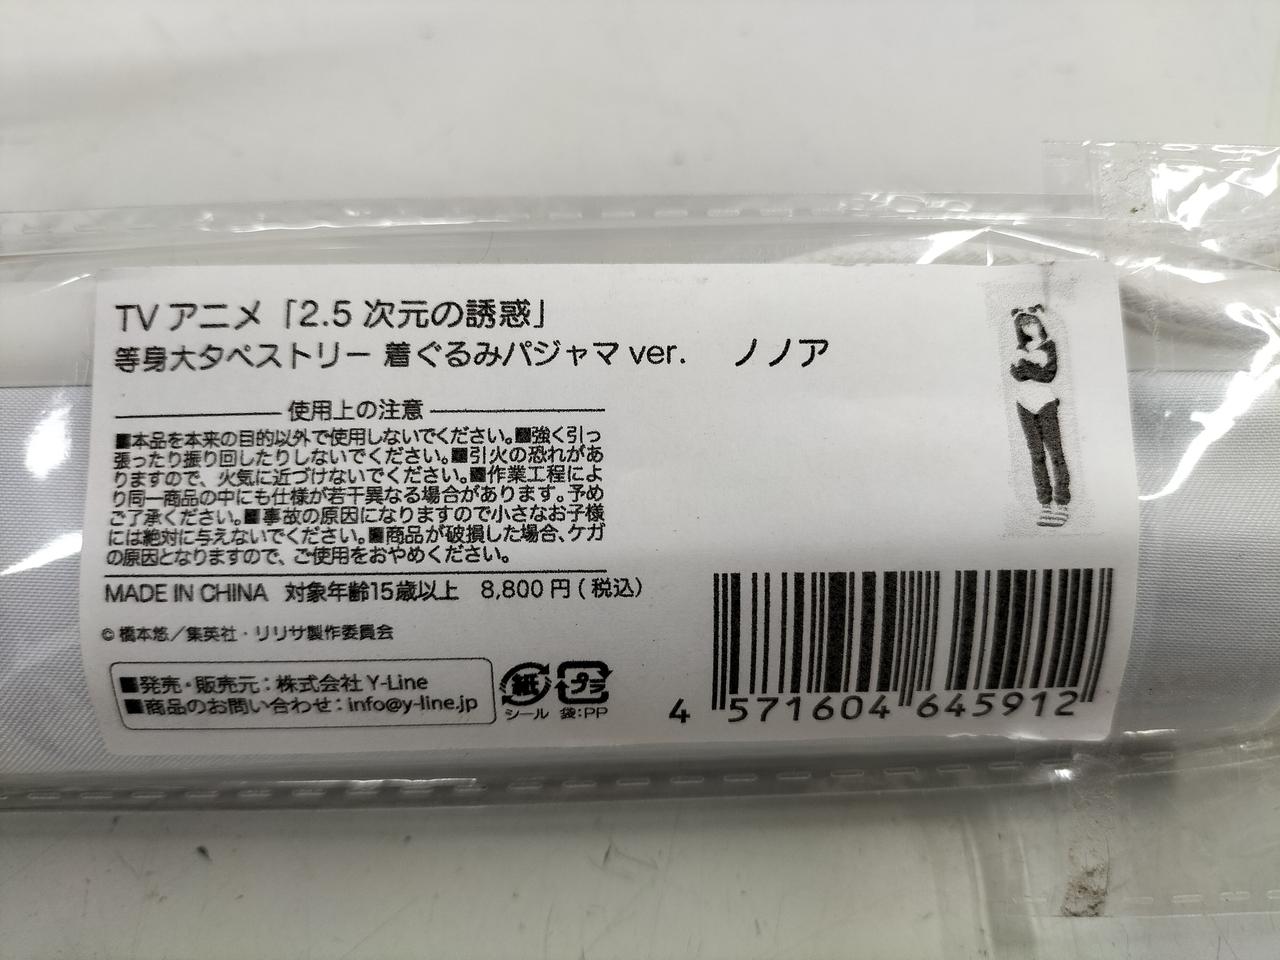 TV アニメ「2.5 次元の誘惑」
等身大タペストリー 着ぐるみパジャマ ver. ノノア
使用上の注意
■本品を本来の目的以外で使用しないでください。■強く引っ
張ったり振り回したりしないでください。■引火の恐れがあ
りますので、火気に近づけないでください。■作業工程によ
り同一商品の中にも仕様が若干異なる場合があります。予め
ご了承ください。■事故の原因になりますので小さなお子様
には絶対に与えないでください。■商品が破損した場合、ケガ
の原因となりますので、ご使用をおやめください。
MADE IN CHINA 対象年齢15歳以上 8,800 円 (税込)
© 橋本悠／集英社・リリサ製作委員会
■発売・販売元：株式会社 Y-Line
■商品のお問い合わせ：info@y-line.jp
紙 プラ
シール 袋:PP
4 571604 645912